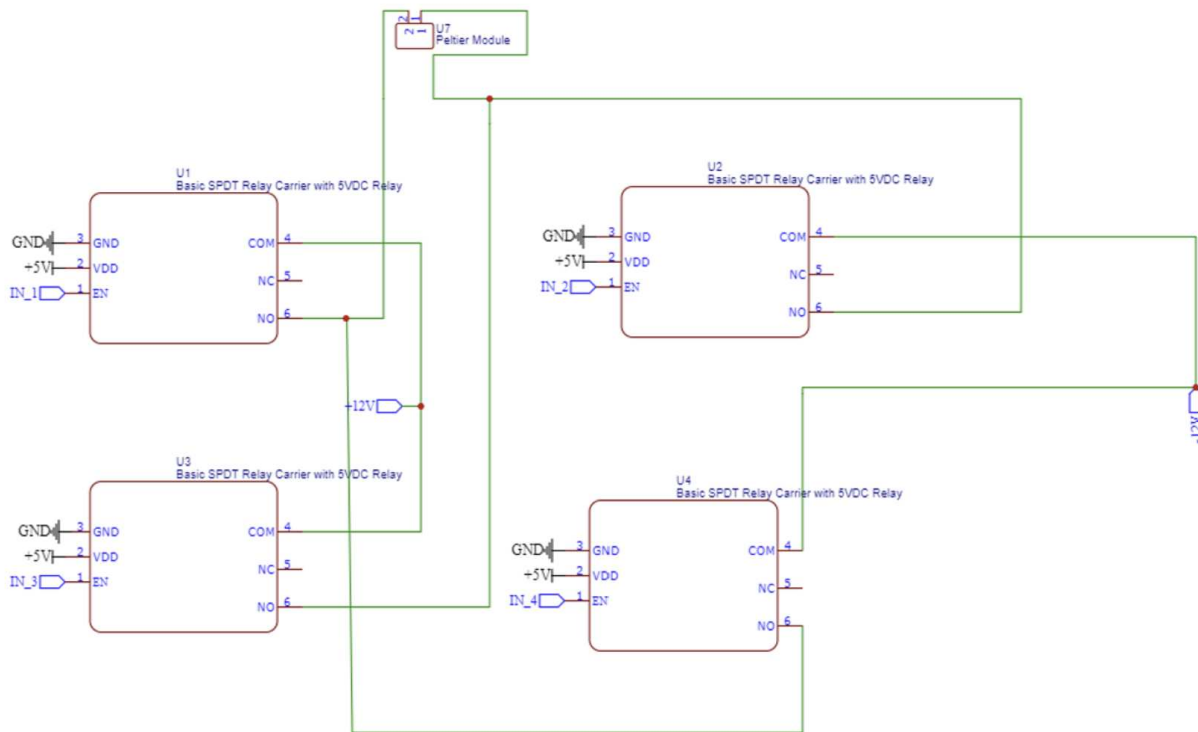 2 1
2 1
U7
Peltier Module
U1
Basic SPDT Relay Carrier with 5VDC Relay
GND 3 GND
+5V 2 VDD
IN_1 1 EN
COM 4
NC 5
NO 6
U2
Basic SPDT Relay Carrier with 5VDC Relay
GND 3 GND
+5V 2 VDD
IN_2 1 EN
COM 4
NC 5
NO 6
+12V
U3
Basic SPDT Relay Carrier with 5VDC Relay
GND 3 GND
+5V 2 VDD
IN_3 1 EN
COM 4
NC 5
NO 6
U4
Basic SPDT Relay Carrier with 5VDC Relay
GND 3 GND
+5V 2 VDD
IN_4 1 EN
COM 4
NC 5
NO 6